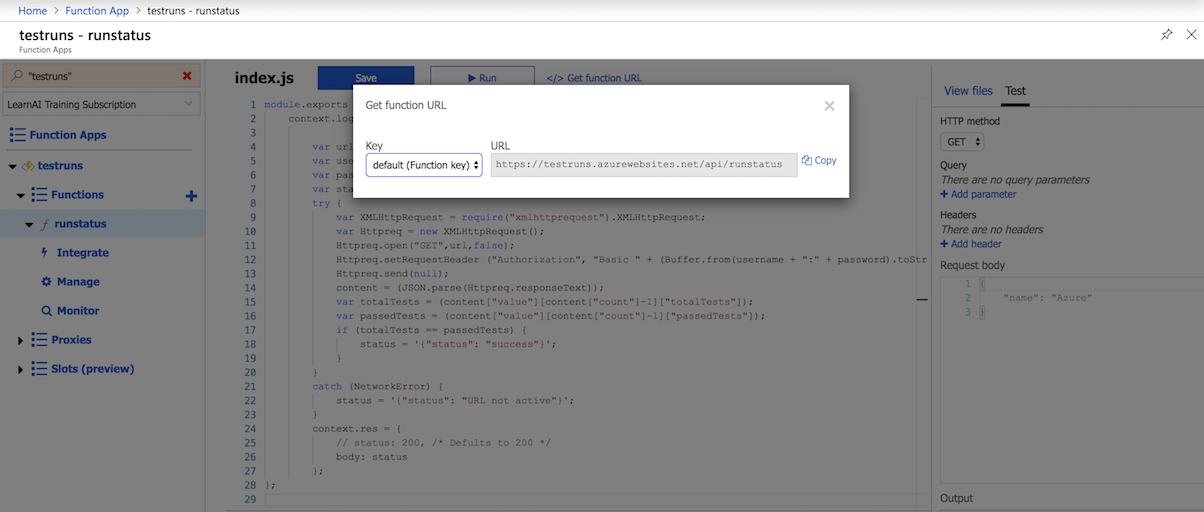 Home > Function App > testruns - runstatus
testruns - runstatus
Function Apps
"testruns"
LearnAI Training Subscription
Function Apps
testruns
Functions
runstatus
Integrate
Manage
Monitor
Proxies
Slots (preview)
index.js Save Run </> Get function URL
Get function URL
Key URL
default (Function key) https://testruns.azurewebsites.net/api/runstatus Copy
1 module.exports
2 context.log
3
4 var url
5 var use
6 var pas
7 var sta
8 try {
9 var XMLHttpRequest = require("xmlhttprequest").XMLHttpRequest;
10 var Httpreq = new XMLHttpRequest();
11 Httpreq.open("GET",url,false);
12 Httpreq.setRequestHeader ("Authorization", "Basic " + (Buffer.from(username + ":" + password).toStr
13 Httpreq.send(null);
14 content = (JSON.parse(Httpreq.responseText));
15 var totalTests = (content["value"][content["count"]-1]["totalTests"]);
16 var passedTests = (content["value"][content["count"]-1]["passedTests"]);
17 if (totalTests == passedTests) {
18 status = '{"status": "success"}';
19 }
20 }
21 catch (NetworkError) {
22 status = '{"status": "URL not active"}';
23 }
24 context.res = {
25 // status: 200, /* Defults to 200 */
26 body: status
27 };
28 };
29
View files Test
HTTP method
GET
Query
There are no query parameters
+ Add parameter
Headers
There are no headers
+ Add header
Request body
1 {
2 "name": "Azure"
3 }
Output